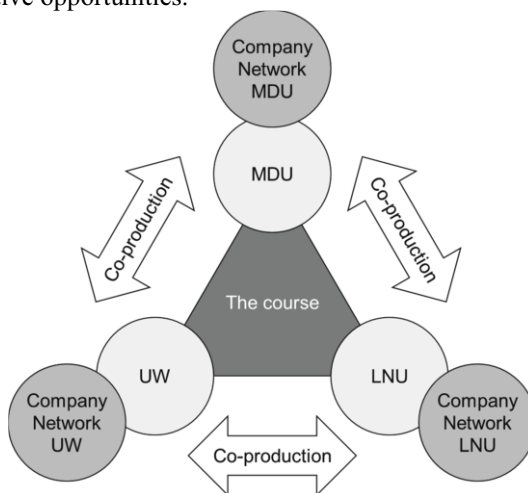 tive opportunities.
Company
Network
MDU
MDU
Co-production
Co-production
The course
UW
LNU
Company
Network
UW
Company
Network
LNU
Co-production